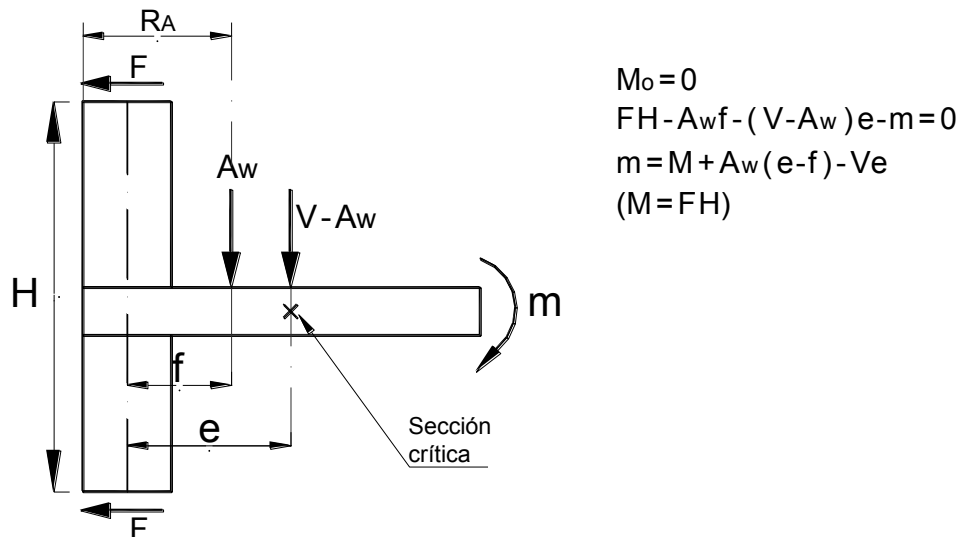 RA
F
Aw
V-Aw
H
m
f
e
Sección
crítica
F
Mo=0
FH-Awf-(V-Aw)e-m=0
m=M+Aw(e-f)-Ve
(M=FH)